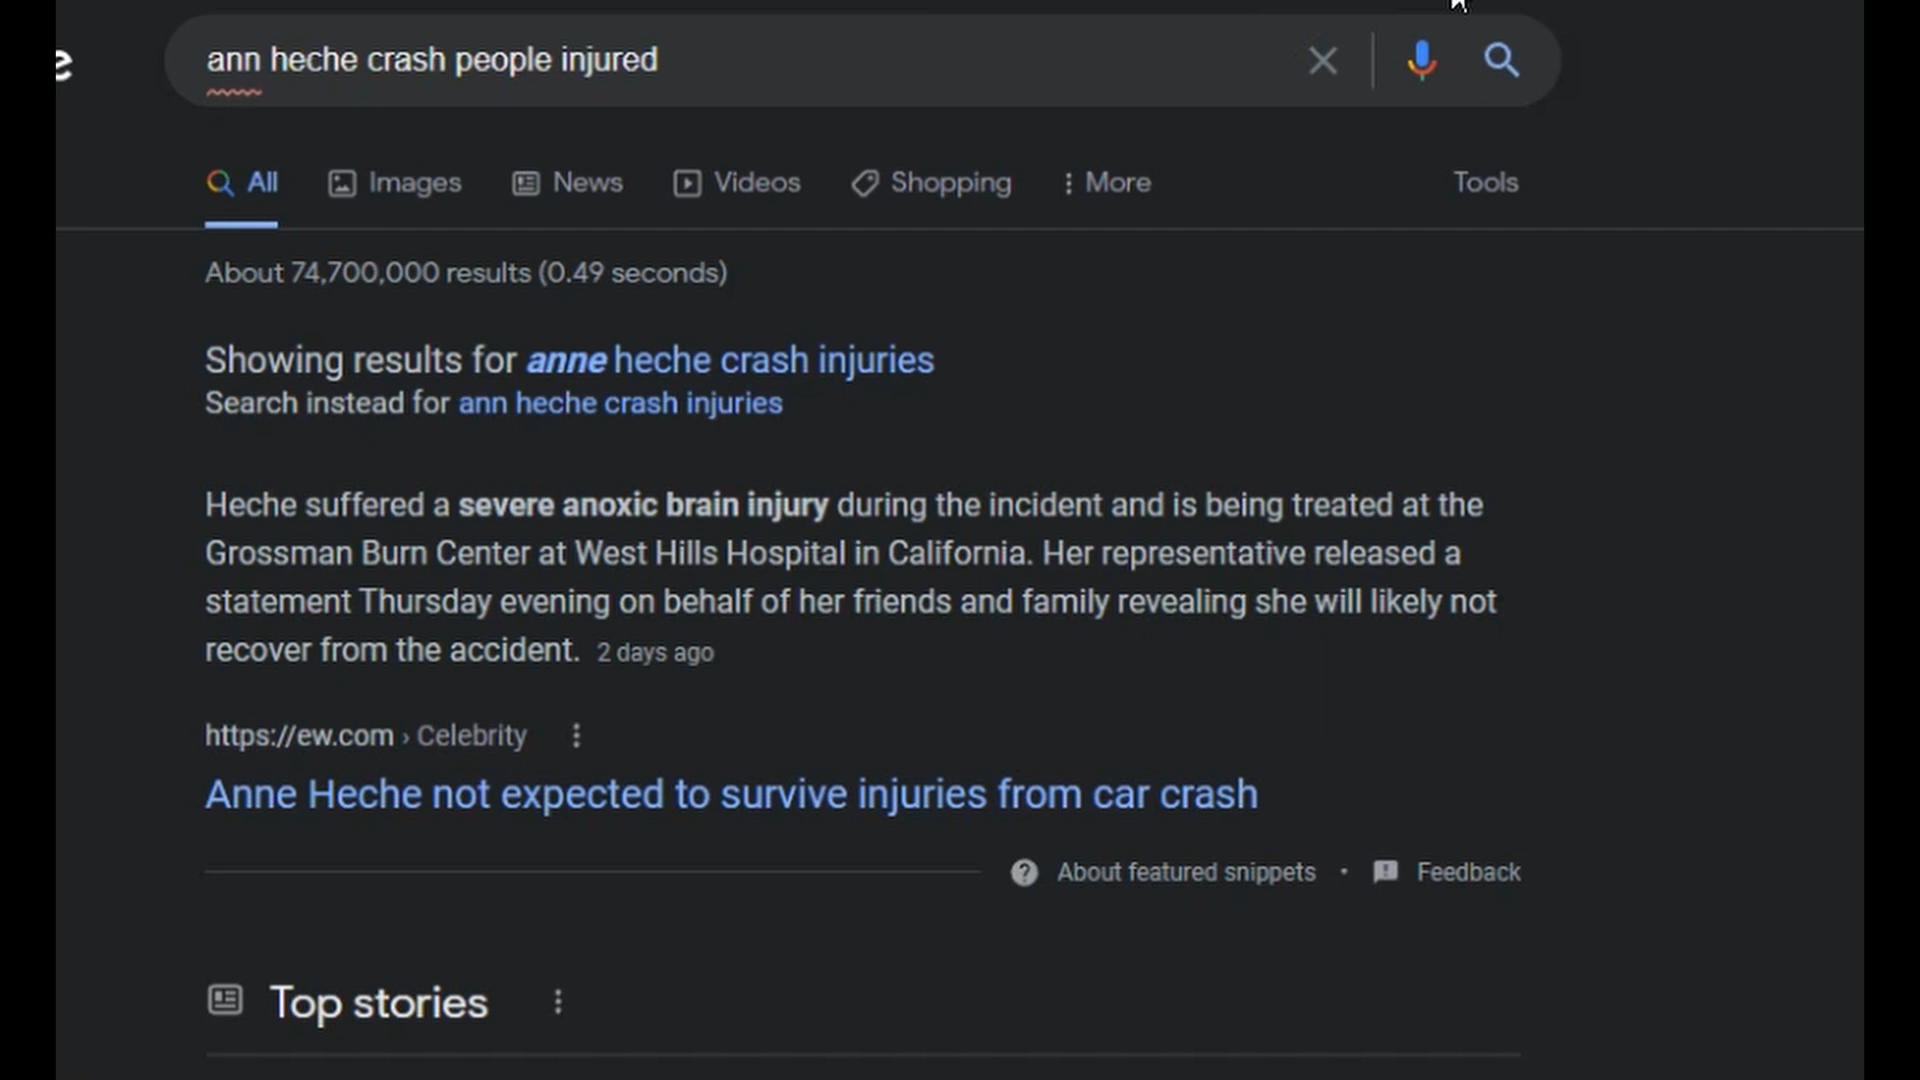 e
ann heche crash people injured
All Images News Videos Shopping More Tools
About 74,700,000 results (0.49 seconds)
Showing results for anne heche crash injuries
Search instead for ann heche crash injuries
Heche suffered a severe anoxic brain injury during the incident and is being treated at the
Grossman Burn Center at West Hills Hospital in California. Her representative released a
statement Thursday evening on behalf of her friends and family revealing she will likely not
recover from the accident. 2 days ago
https://ew.com › Celebrity
Anne Heche not expected to survive injuries from car crash
About featured snippets • Feedback
Top stories